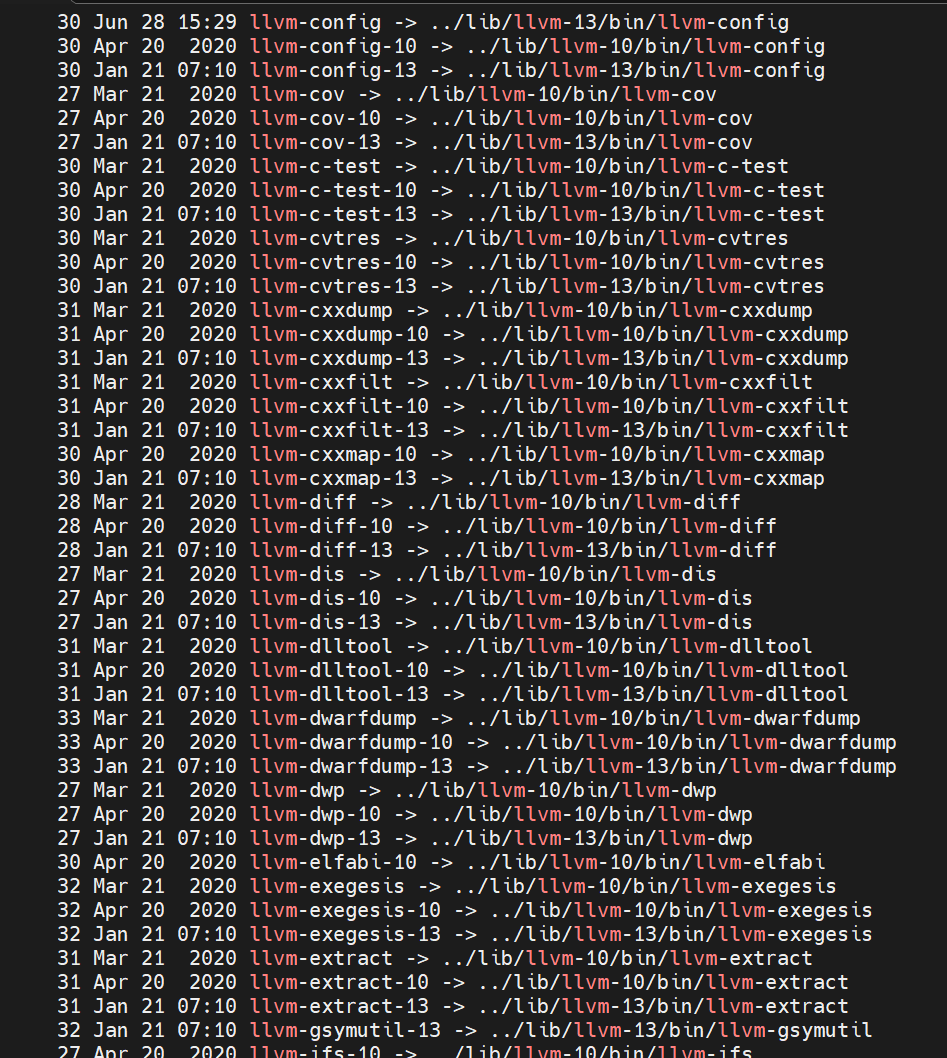 30 Jun 28 15:29 llvm-config -> ../lib/llvm-13/bin/llvm-config
30 Apr 20  2020 llvm-config-10 -> ../lib/llvm-10/bin/llvm-config
30 Jan 21 07:10 llvm-config-13 -> ../lib/llvm-13/bin/llvm-config
27 Mar 21  2020 llvm-cov -> ../lib/llvm-10/bin/llvm-cov
27 Apr 20  2020 llvm-cov-10 -> ../lib/llvm-10/bin/llvm-cov
27 Jan 21 07:10 llvm-cov-13 -> ../lib/llvm-13/bin/llvm-cov
30 Mar 21  2020 llvm-c-test -> ../lib/llvm-10/bin/llvm-c-test
30 Apr 20  2020 llvm-c-test-10 -> ../lib/llvm-10/bin/llvm-c-test
30 Jan 21 07:10 llvm-c-test-13 -> ../lib/llvm-13/bin/llvm-c-test
30 Mar 21  2020 llvm-cvtres -> ../lib/llvm-10/bin/llvm-cvtres
30 Apr 20  2020 llvm-cvtres-10 -> ../lib/llvm-10/bin/llvm-cvtres
30 Jan 21 07:10 llvm-cvtres-13 -> ../lib/llvm-13/bin/llvm-cvtres
31 Mar 21  2020 llvm-cxxdump -> ../lib/llvm-10/bin/llvm-cxxdump
31 Apr 20  2020 llvm-cxxdump-10 -> ../lib/llvm-10/bin/llvm-cxxdump
31 Jan 21 07:10 llvm-cxxdump-13 -> ../lib/llvm-13/bin/llvm-cxxdump
31 Mar 21  2020 llvm-cxxfilt -> ../lib/llvm-10/bin/llvm-cxxfilt
31 Apr 20  2020 llvm-cxxfilt-10 -> ../lib/llvm-10/bin/llvm-cxxfilt
31 Jan 21 07:10 llvm-cxxfilt-13 -> ../lib/llvm-13/bin/llvm-cxxfilt
30 Apr 20  2020 llvm-cxxmap-10 -> ../lib/llvm-10/bin/llvm-cxxmap
30 Jan 21 07:10 llvm-cxxmap-13 -> ../lib/llvm-13/bin/llvm-cxxmap
28 Mar 21  2020 llvm-diff -> ../lib/llvm-10/bin/llvm-diff
28 Apr 20  2020 llvm-diff-10 -> ../lib/llvm-10/bin/llvm-diff
28 Jan 21 07:10 llvm-diff-13 -> ../lib/llvm-13/bin/llvm-diff
27 Mar 21  2020 llvm-dis -> ../lib/llvm-10/bin/llvm-dis
27 Apr 20  2020 llvm-dis-10 -> ../lib/llvm-10/bin/llvm-dis
27 Jan 21 07:10 llvm-dis-13 -> ../lib/llvm-13/bin/llvm-dis
31 Mar 21  2020 llvm-dlltool -> ../lib/llvm-10/bin/llvm-dlltool
31 Apr 20  2020 llvm-dlltool-10 -> ../lib/llvm-10/bin/llvm-dlltool
31 Jan 21 07:10 llvm-dlltool-13 -> ../lib/llvm-13/bin/llvm-dlltool
33 Mar 21  2020 llvm-dwarfdump -> ../lib/llvm-10/bin/llvm-dwarfdump
33 Apr 20  2020 llvm-dwarfdump-10 -> ../lib/llvm-10/bin/llvm-dwarfdump
33 Jan 21 07:10 llvm-dwarfdump-13 -> ../lib/llvm-13/bin/llvm-dwarfdump
27 Mar 21  2020 llvm-dwp -> ../lib/llvm-10/bin/llvm-dwp
27 Apr 20  2020 llvm-dwp-10 -> ../lib/llvm-10/bin/llvm-dwp
27 Jan 21 07:10 llvm-dwp-13 -> ../lib/llvm-13/bin/llvm-dwp
30 Apr 20  2020 llvm-elfabi-10 -> ../lib/llvm-10/bin/llvm-elfabi
32 Mar 21  2020 llvm-exegesis -> ../lib/llvm-10/bin/llvm-exegesis
32 Apr 20  2020 llvm-exegesis-10 -> ../lib/llvm-10/bin/llvm-exegesis
32 Jan 21 07:10 llvm-exegesis-13 -> ../lib/llvm-13/bin/llvm-exegesis
31 Mar 21  2020 llvm-extract -> ../lib/llvm-10/bin/llvm-extract
31 Apr 20  2020 llvm-extract-10 -> ../lib/llvm-10/bin/llvm-extract
31 Jan 21 07:10 llvm-extract-13 -> ../lib/llvm-13/bin/llvm-extract
32 Jan 21 07:10 llvm-gsymutil-13 -> ../lib/llvm-13/bin/llvm-gsymutil
27 Apr 20  2020 llvm-ifs-10 -> ../lib/llvm-10/bin/llvm-ifs